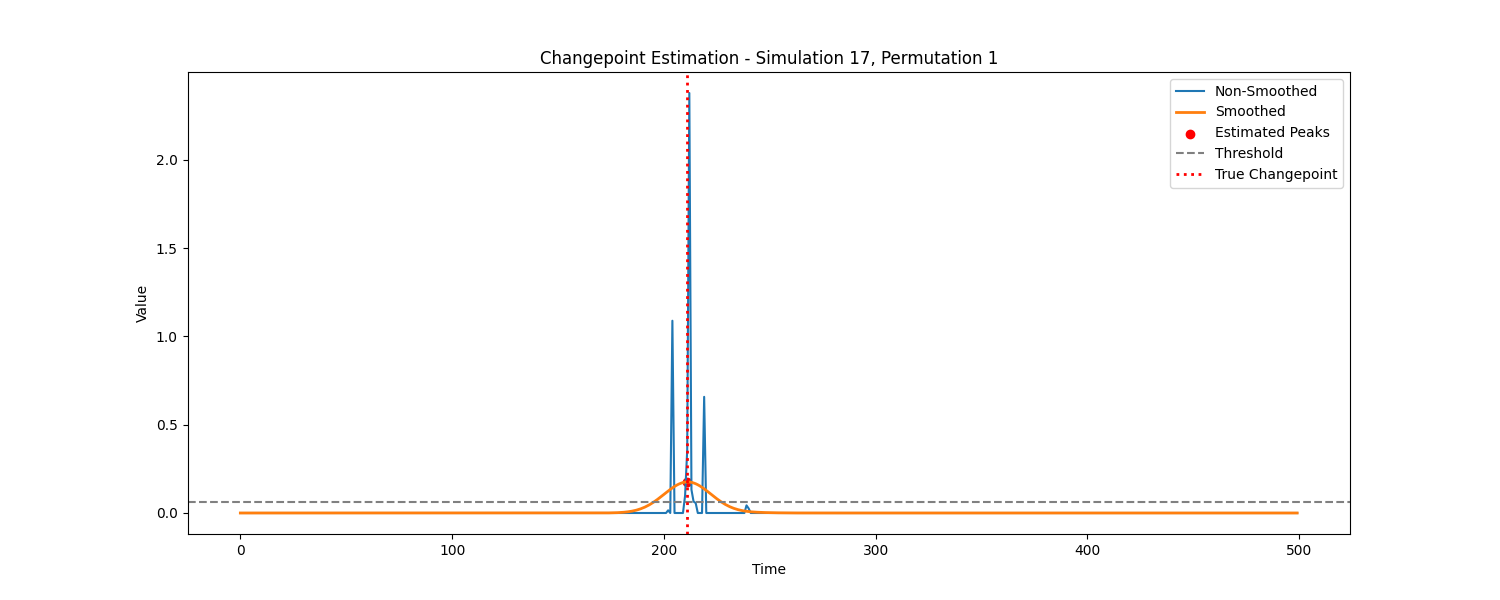 Changepoint Estimation - Simulation 17, Permutation 1
Non-Smoothed
Smoothed
Estimated Peaks
Threshold
True Changepoint
2.0
1.5
1.0
0.5
0.0
Value
0 100 200 300 400 500
Time